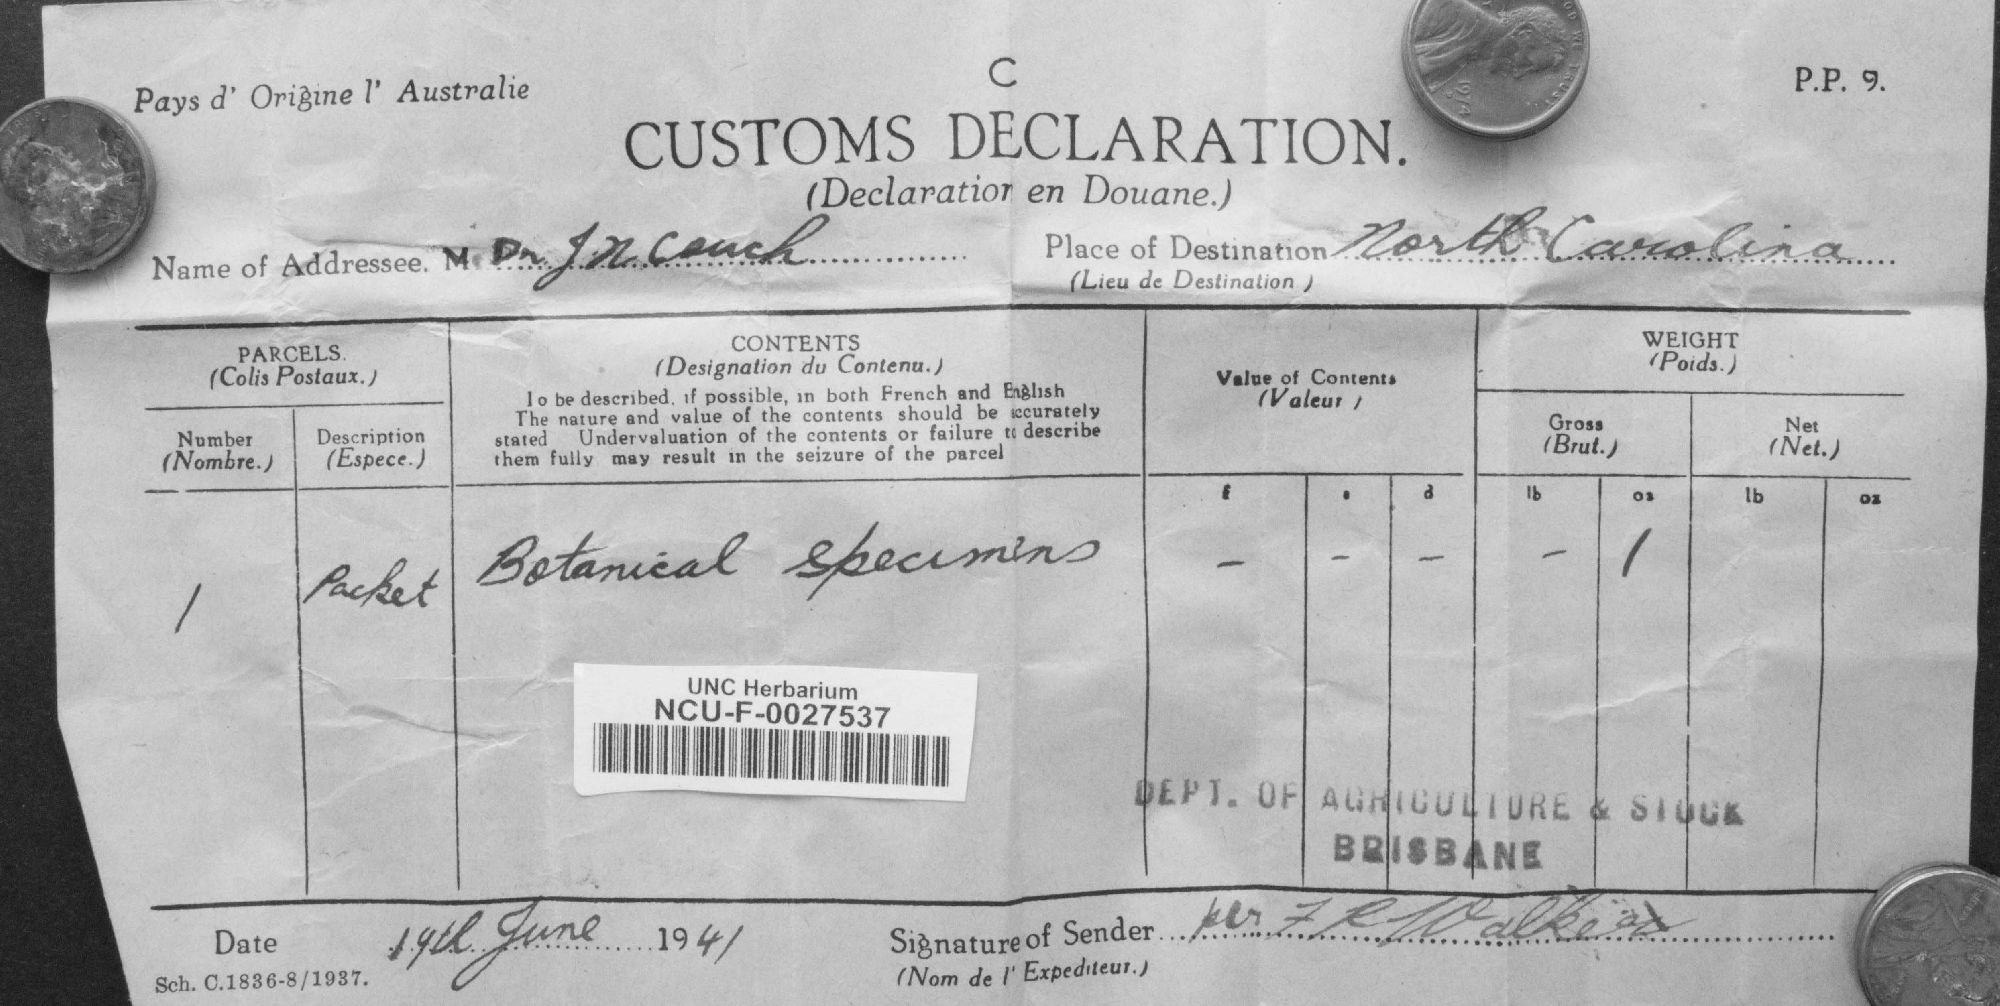 C
P.P. 9.
Pays d' Origine l' Australie
CUSTOMS DECLARATION.
(Declaration en Douane.)
Name of Addressee. M. Dr. J N Couch
Place of Destination North Carolina
(Lieu de Destination )
PARCELS.
(Colis Postaux.)
Number
(Nombre.)
Description
(Espece.)
CONTENTS
(Designation du Contenu.)
To be described, if possible, in both French and English
The nature and value of the contents should be accurately
stated Undervaluation of the contents or failure to describe
them fully may result in the seizure of the parcel
Value of Contents
(Valeur )
WEIGHT
(Poids.)
Gross
(Brut.)
Net
(Net.)
£ s d lb oz lb oz
1 Packet Botanical specimens - - - - 1
UNC Herbarium
NCU-F-0027537
DEPT. OF AGRICULTURE & STOCK
BRISBANE
Date 19th June 1941
Signature of Sender per F R Walker
(Nom de l' Expediteur.)
Sch. C.1836-8/1937.
1974